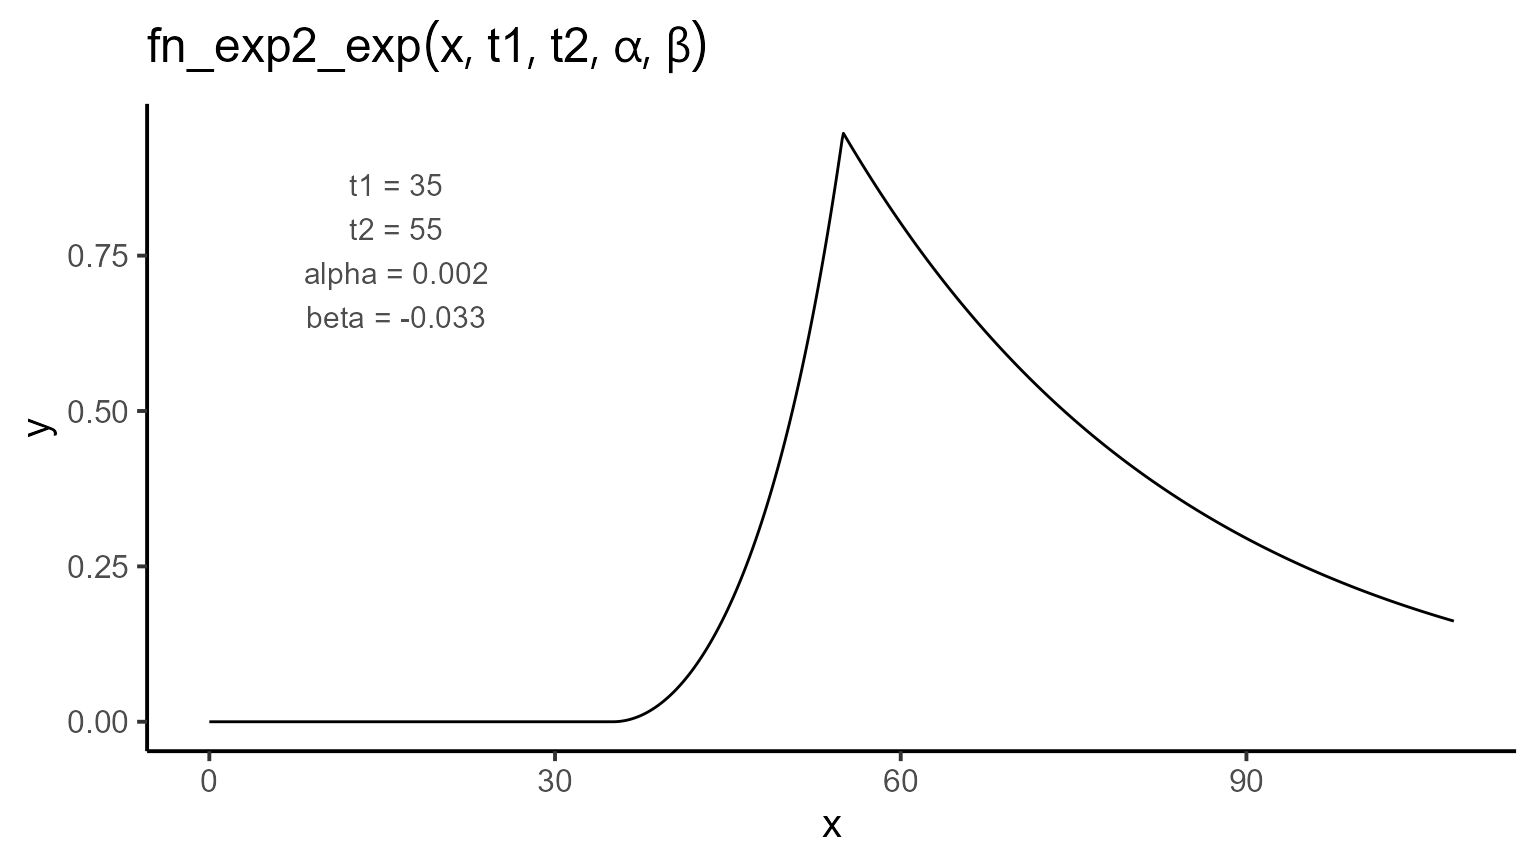 fn_exp2_exp(x, t1, t2, α, β)
t1 = 35
t2 = 55
alpha = 0.002
beta = -0.033
0.75
0.50
0.25
0.00
y
0 30 60 90
x